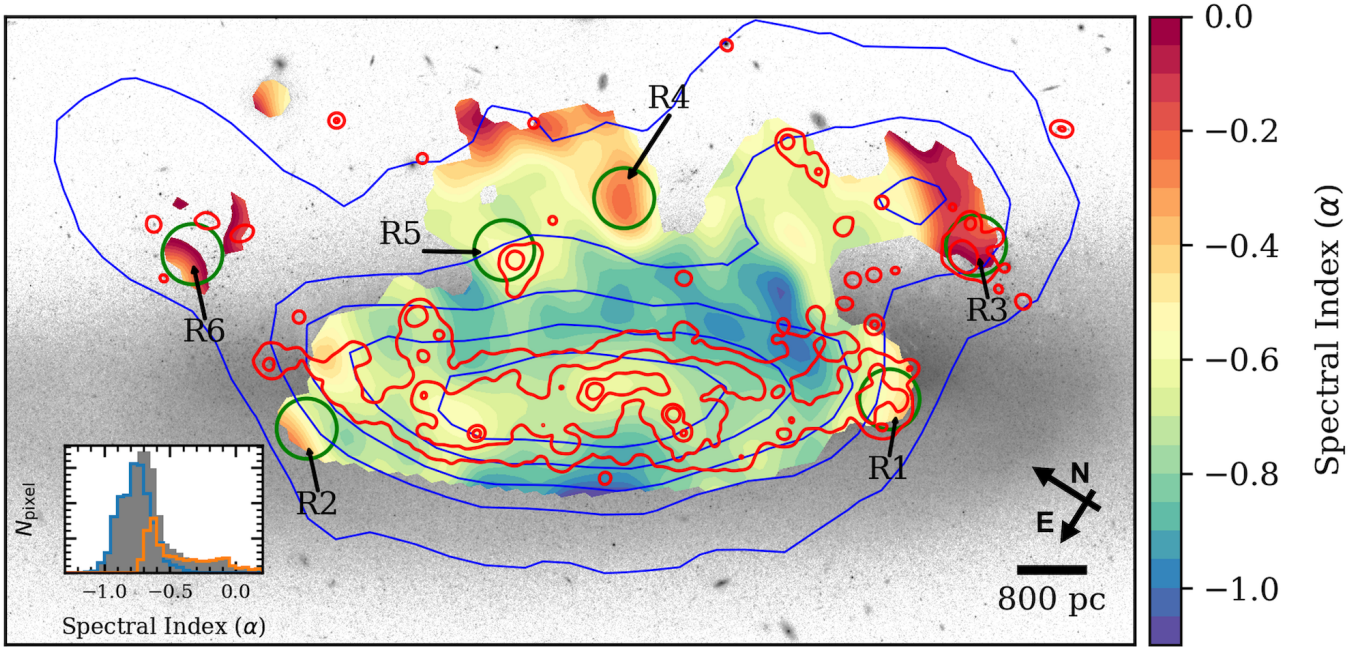 R4
R5
R6
R3
R2
R1
N
E
800 pc
N_pixel
−1.0 −0.5 0.0
Spectral Index (α)
0.0
−0.2
−0.4
−0.6
−0.8
−1.0
Spectral Index (α)